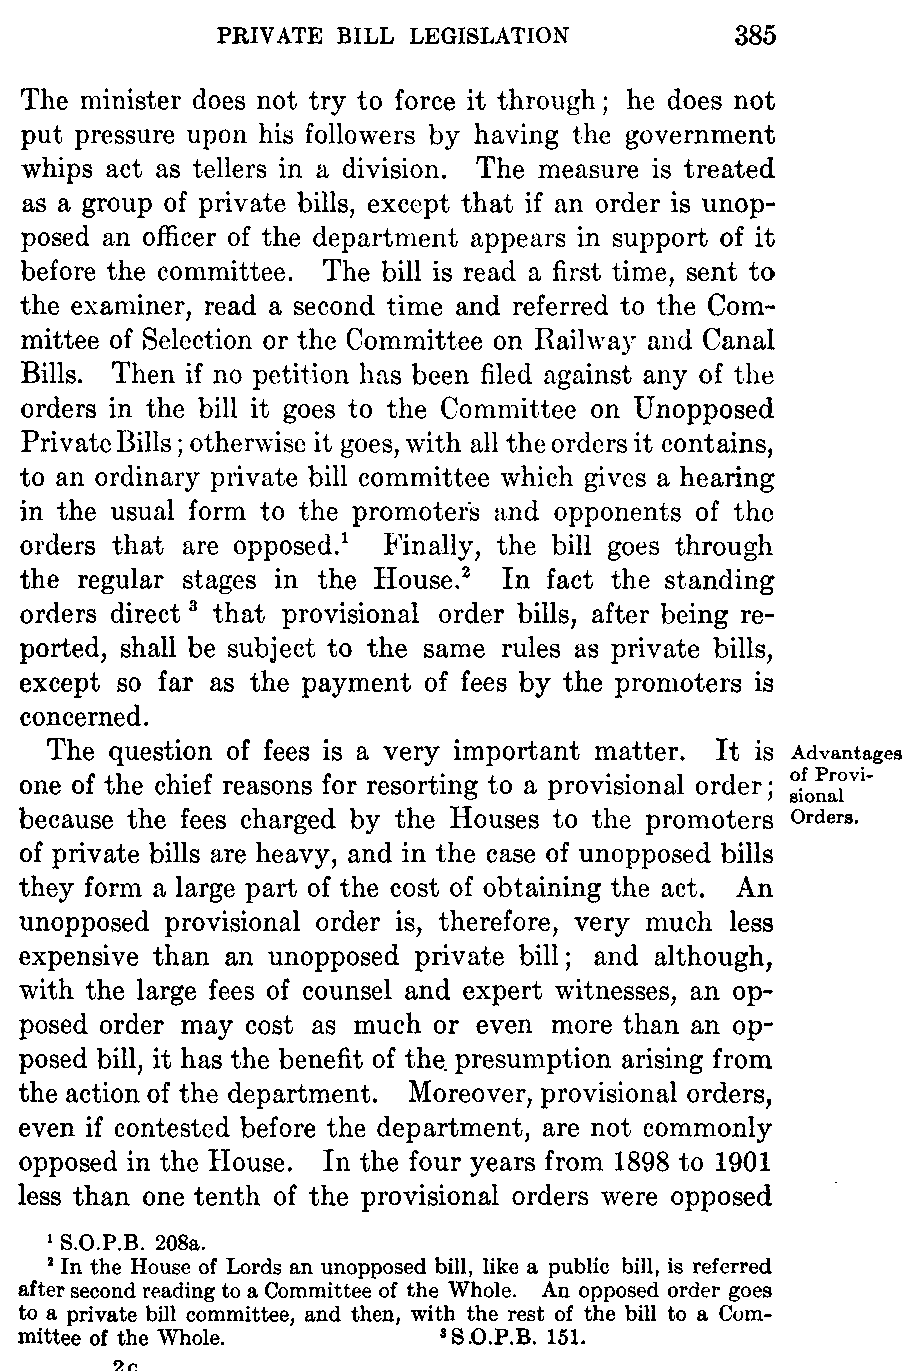 PRIVATE BILL LEGISLATION 385
The minister does not try to force it through; he does not
put pressure upon his followers by having the government
whips act as tellers in a division. The measure is treated
as a group of private bills, except that if an order is unop-
posed an officer of the department appears in support of it
before the committee. The bill is read a first time, sent to
the examiner, read a second time and referred to the Com-
mittee of Selection or the Committee on Railway and Canal
Bills. Then if no petition has been filed against any of the
orders in the bill it goes to the Committee on Unopposed
Private Bills; otherwise it goes, with all the orders it contains,
to an ordinary private bill committee which gives a hearing
in the usual form to the promoters and opponents of the
orders that are opposed.¹ Finally, the bill goes through
the regular stages in the House.² In fact the standing
orders direct ³ that provisional order bills, after being re-
ported, shall be subject to the same rules as private bills,
except so far as the payment of fees by the promoters is
concerned.
The question of fees is a very important matter. It is
one of the chief reasons for resorting to a provisional order;
because the fees charged by the Houses to the promoters
of private bills are heavy, and in the case of unopposed bills
they form a large part of the cost of obtaining the act. An
unopposed provisional order is, therefore, very much less
expensive than an unopposed private bill; and although,
with the large fees of counsel and expert witnesses, an op-
posed order may cost as much or even more than an op-
posed bill, it has the benefit of the presumption arising from
the action of the department. Moreover, provisional orders,
even if contested before the department, are not commonly
opposed in the House. In the four years from 1898 to 1901
less than one tenth of the provisional orders were opposed
Advantages
of Provi-
sional
Orders.
¹ S.O.P.B. 208a.
² In the House of Lords an unopposed bill, like a public bill, is referred
after second reading to a Committee of the Whole. An opposed order goes
to a private bill committee, and then, with the rest of the bill to a Com-
mittee of the Whole. ³ S.O.P.B. 151.
2c